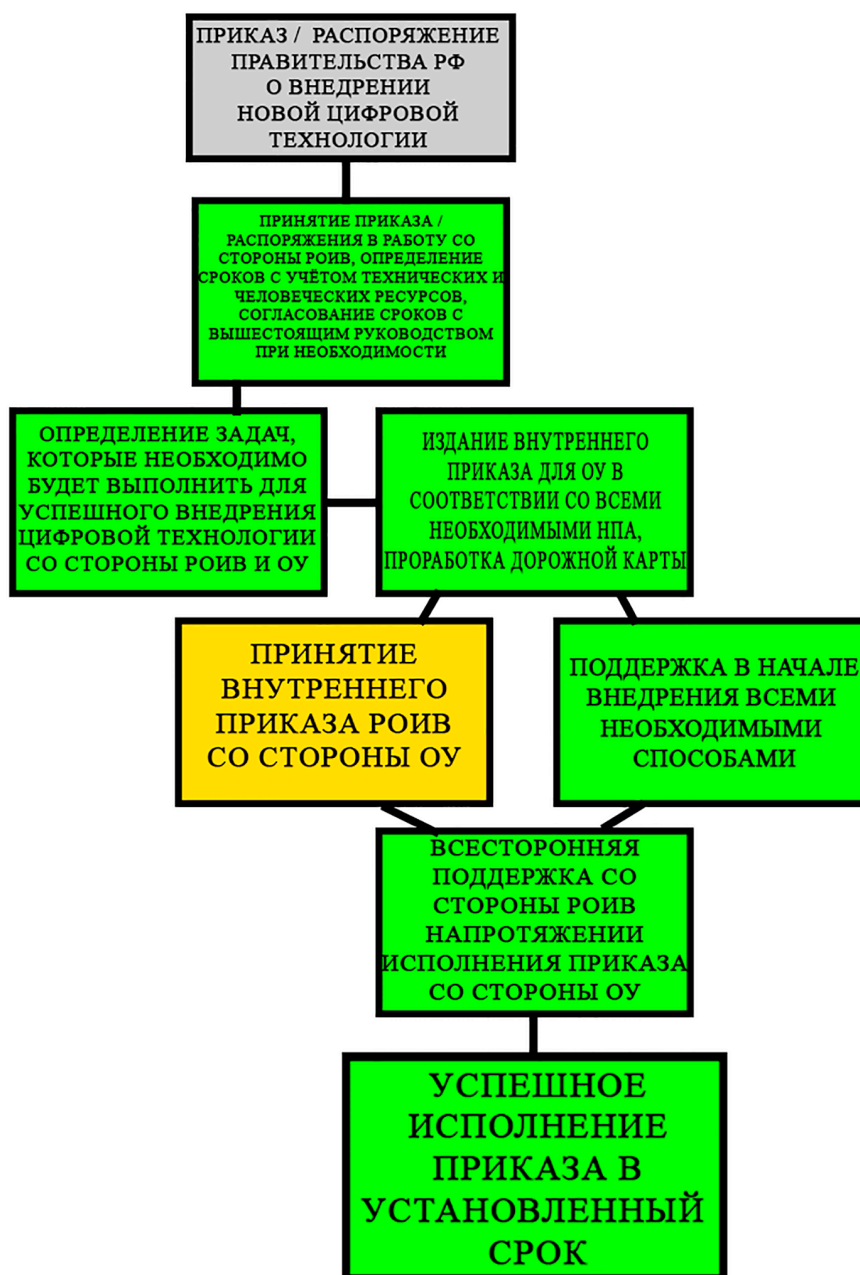 ПРИКАЗ / РАСПОРЯЖЕНИЕ
ПРАВИТЕЛЬСТВА РФ
О ВНЕДРЕНИИ
НОВОЙ ЦИФРОВОЙ
ТЕХНОЛОГИИ
ПРИНЯТИЕ ПРИКАЗА /
РАСПОРЯЖЕНИЯ В РАБОТУ СО
СТОРОНЫ РОИВ, ОПРЕДЕЛЕНИЕ
СРОКОВ С УЧЁТОМ ТЕХНИЧЕСКИХ И
ЧЕЛОВЕЧЕСКИХ РЕСУРСОВ,
СОГЛАСОВАНИЕ СРОКОВ С
ВЫШЕСТОЯЩИМ РУКОВОДСТВОМ
ПРИ НЕОБХОДИМОСТИ
ОПРЕДЕЛЕНИЕ ЗАДАЧ,
КОТОРЫЕ НЕОБХОДИМО
БУДЕТ ВЫПОЛНИТЬ ДЛЯ
УСПЕШНОГО ВНЕДРЕНИЯ
ЦИФРОВОЙ ТЕХНОЛОГИИ
СО СТОРОНЫ РОИВ И ОУ
ИЗДАНИЕ ВНУТРЕННЕГО
ПРИКАЗА ДЛЯ ОУ В
СООТВЕТСТВИИ СО ВСЕМИ
НЕОБХОДИМЫМИ НПА,
ПРОРАБОТКА ДОРОЖНОЙ КАРТЫ
ПРИНЯТИЕ
ВНУТРЕННЕГО
ПРИКАЗА РОИВ
СО СТОРОНЫ ОУ
ПОДДЕРЖКА В НАЧАЛЕ
ВНЕДРЕНИЯ ВСЕМИ
НЕОБХОДИМЫМИ
СПОСОБАМИ
ВСЕСТОРОННЯЯ
ПОДДЕРЖКА СО
СТОРОНЫ РОИВ
НАПРОТЯЖЕНИИ
ИСПОЛНЕНИЯ ПРИКАЗА
СО СТОРОНЫ ОУ
УСПЕШНОЕ
ИСПОЛНЕНИЕ
ПРИКАЗА В
УСТАНОВЛЕННЫЙ
СРОК